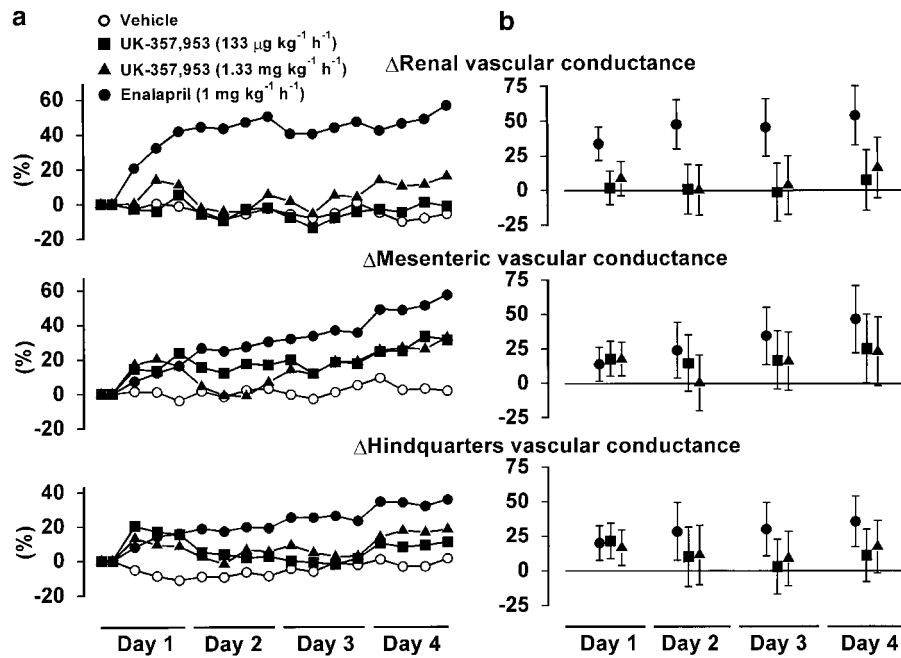 a
Vehicle
UK-357,953 (133 μg kg⁻¹ h⁻¹)
UK-357,953 (1.33 mg kg⁻¹ h⁻¹)
Enalapril (1 mg kg⁻¹ h⁻¹)
b
ΔRenal vascular conductance
(%)
60
40
20
0
-20
75
50
25
0
25
ΔMesenteric vascular conductance
60
40
20
0
-20
75
50
25
0
-25
ΔHindquarters vascular conductance
(%)
60
40
20
0
-20
75
50
25
0
-25
Day 1 Day 2 Day 3 Day 4
Day 1 Day 2 Day 3 Day 4